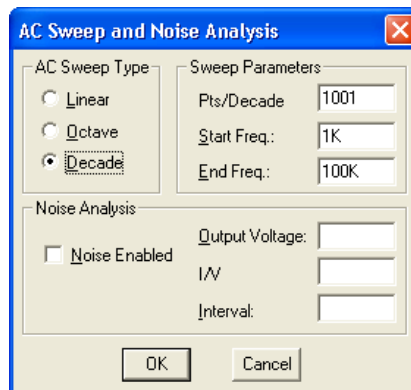 AC Sweep and Noise Analysis
AC Sweep Type
Linear
Octave
Decade
Sweep Parameters
Pts/Decade 1001
Start Freq.: 1K
End Freq.: 100K
Noise Analysis
Noise Enabled
Output Voltage:
I/V
Interval:
OK Cancel